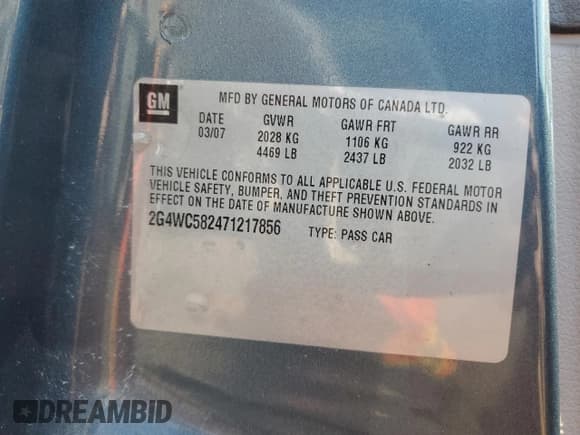 GM
MFD BY GENERAL MOTORS OF CANADA LTD.
DATE GVWR GAWR FRT GAWR RR
03/07 2028 KG 1106 KG 922 KG
4469 LB 2437 LB 2032 LB
THIS VEHICLE CONFORMS TO ALL APPLICABLE U.S. FEDERAL MOTOR
VEHICLE SAFETY, BUMPER, AND THEFT PREVENTION STANDARDS IN
EFFECT ON THE DATE OF MANUFACTURE SHOWN ABOVE.
2G4WC582471217856 TYPE: PASS CAR
DREAMBID